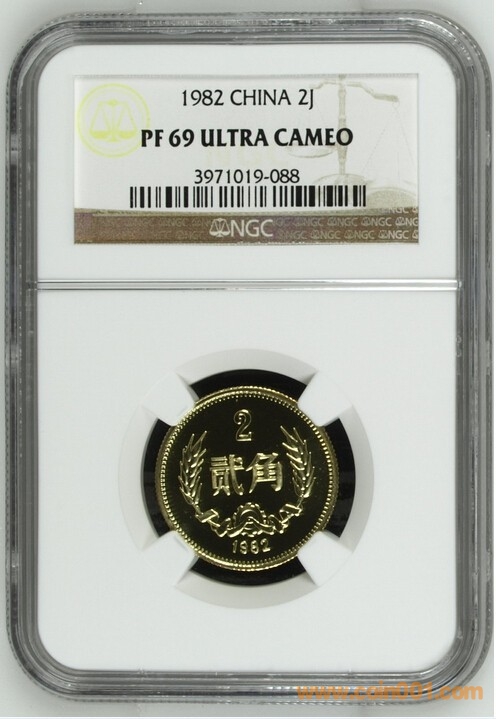 1982 CHINA 2J
PF 69 ULTRA CAMEO
3971019-088
NGC
2
贰角
1982
www.coin001.com